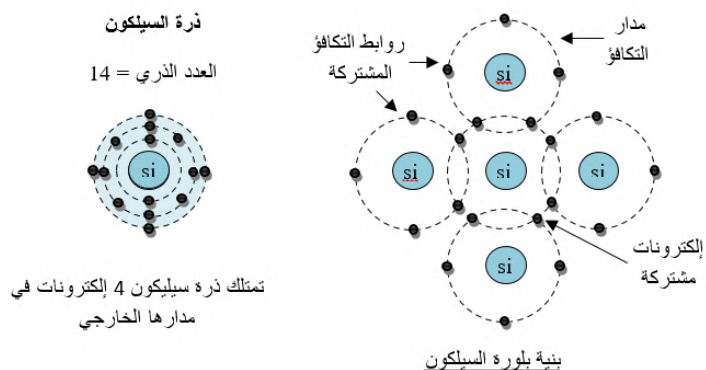 ذرة السيلكون
العدد الذري = 14
si
تمتلك ذرة سيليكون 4 إلكترونات في
مدارها الخارجي
مدار
التكافؤ
روابط التكافؤ
المشتركة
si
si
si
si
si
إلكترونات
مشتركة
بنية بلورة السيلكون